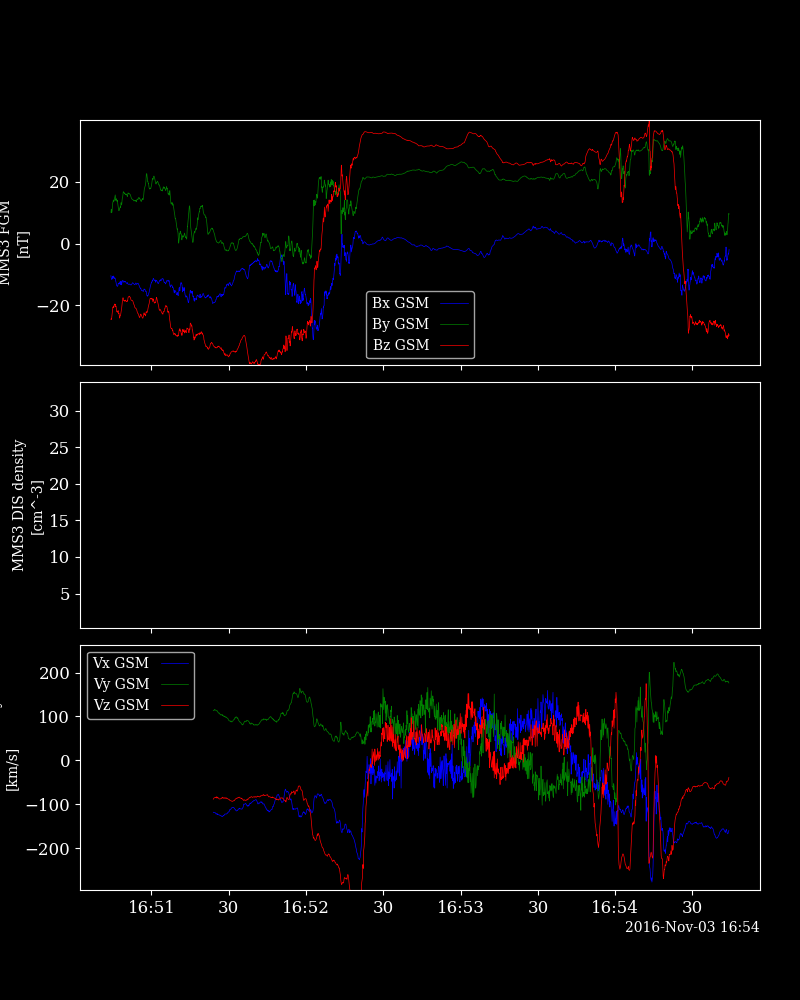 MMS3 FGM
[nT]
20
0
−20
Bx GSM
By GSM
Bz GSM
MMS3 DIS density
[cm^-3]
30
25
20
15
10
5
[km/s]
200
100
0
−100
−200
Vx GSM
Vy GSM
Vz GSM
16:51 30 16:52 30 16:53 30 16:54 30
2016-Nov-03 16:54